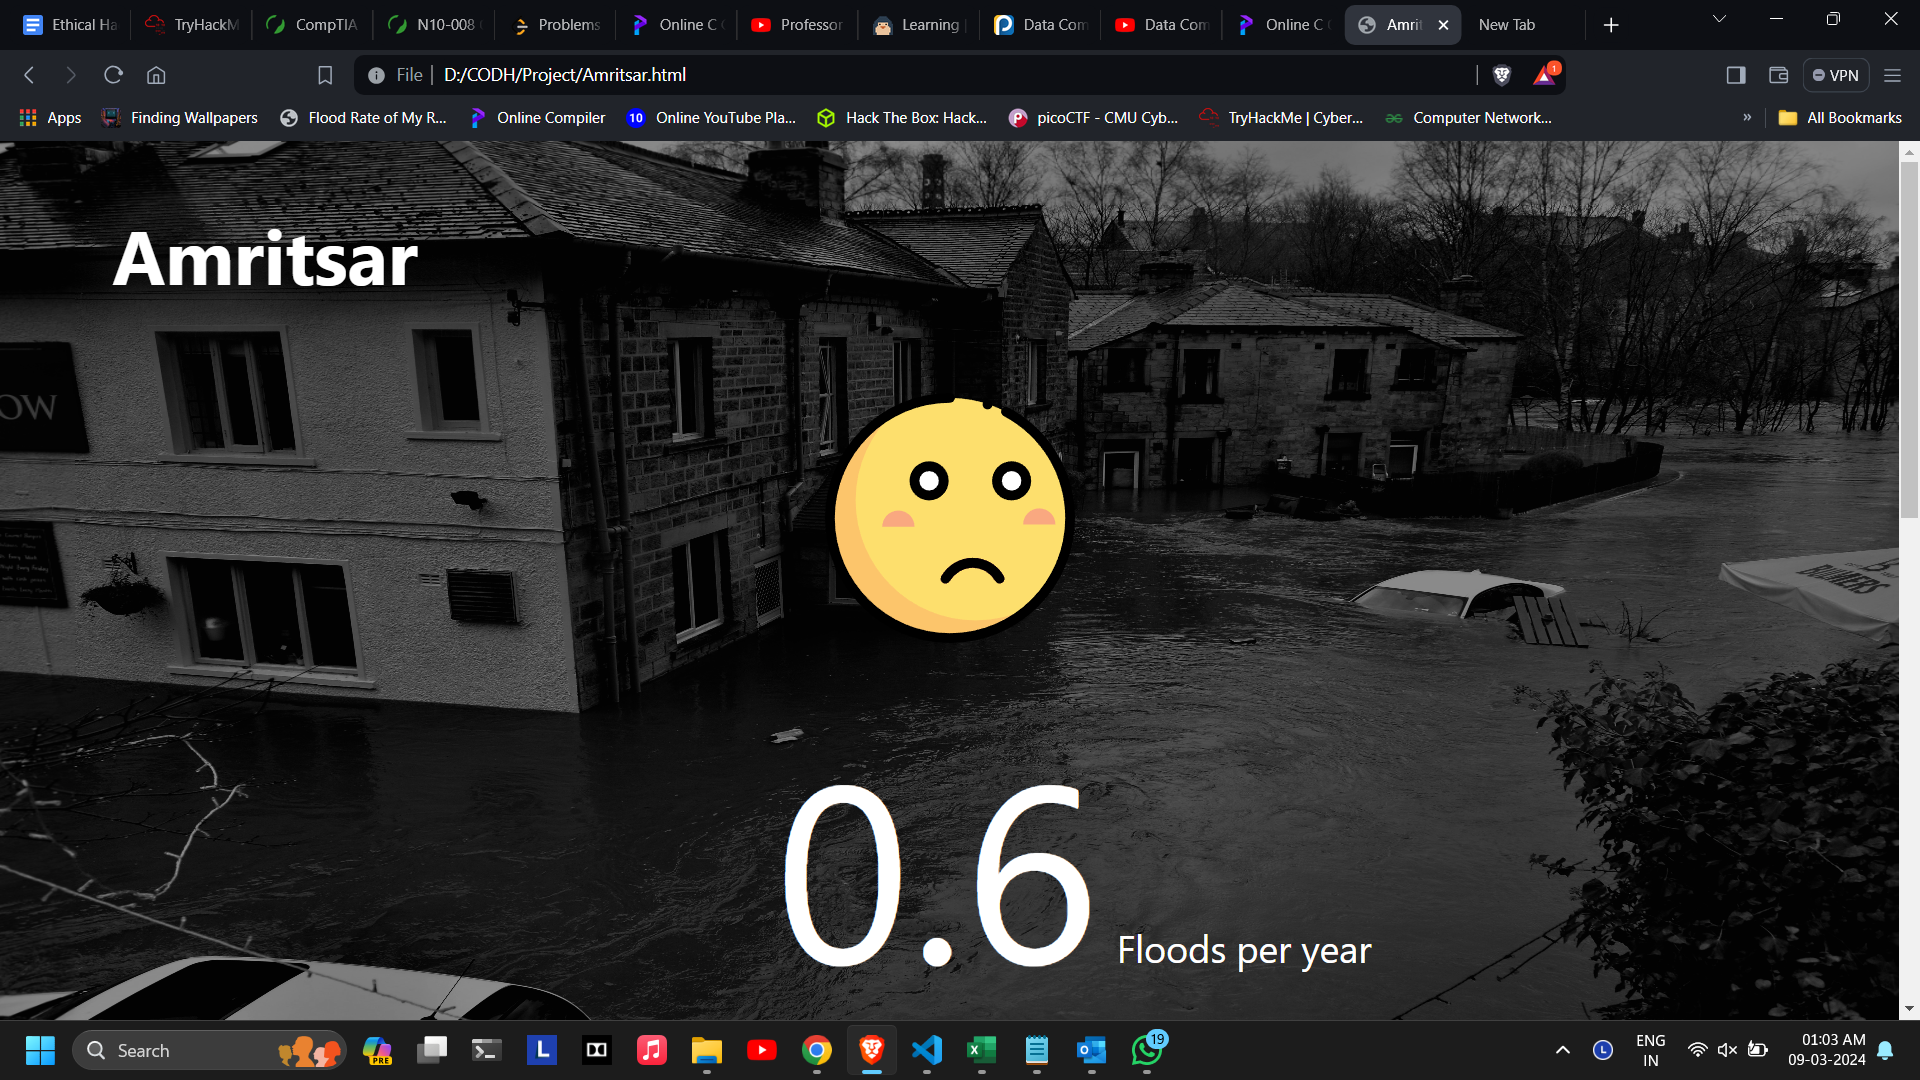 Ethical Ha
TryHackM
CompTIA
N10-008
Problems
Online C
Professor
Learning
Data Com
Data Com
Online C
Amrit
New Tab
File
D:/CODH/Project/Amritsar.html
1
VPN
Apps
Finding Wallpapers
Flood Rate of My R...
Online Compiler
10
Online YouTube Pla...
Hack The Box: Hack...
picoCTF - CMU Cyb...
TryHackMe | Cyber...
Computer Network...
»
All Bookmarks
Amritsar
OW
0.6 Floods per year
Search
PRE
L
19
L
ENG
IN
01:03 AM
09-03-2024